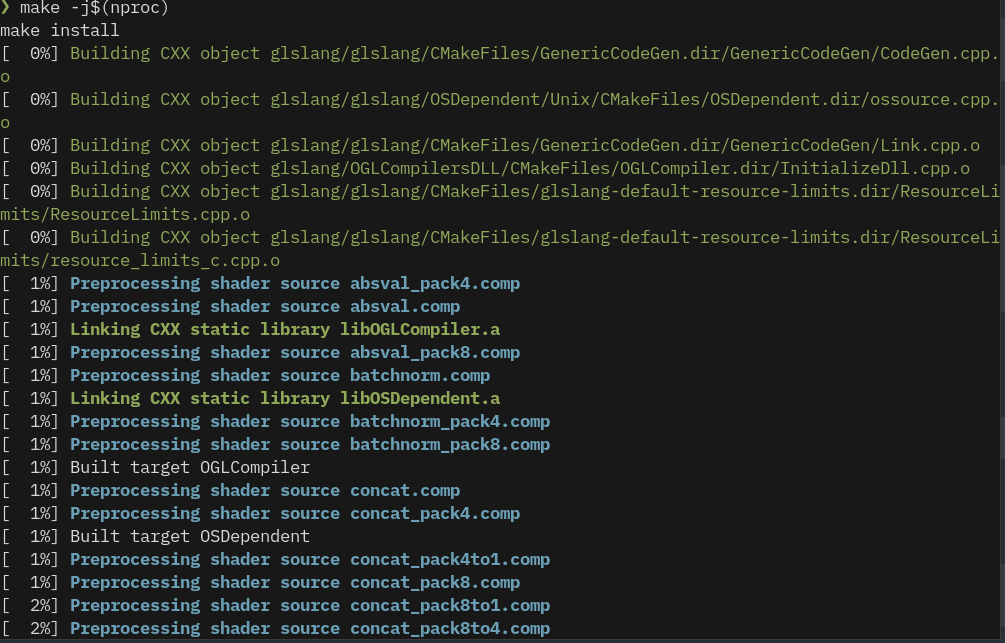 ❯ make -j$(nproc)
make install
[  0%] Building CXX object glslang/glslang/CMakeFiles/GenericCodeGen.dir/GenericCodeGen/CodeGen.cpp.
o
[  0%] Building CXX object glslang/glslang/OSDependent/Unix/CMakeFiles/OSDependent.dir/ossource.cpp.
o
[  0%] Building CXX object glslang/glslang/CMakeFiles/GenericCodeGen.dir/GenericCodeGen/Link.cpp.o
[  0%] Building CXX object glslang/OGLCompilersDLL/CMakeFiles/OGLCompiler.dir/InitializeDll.cpp.o
[  0%] Building CXX object glslang/glslang/CMakeFiles/glslang-default-resource-limits.dir/ResourceLi
mits/ResourceLimits.cpp.o
[  0%] Building CXX object glslang/glslang/CMakeFiles/glslang-default-resource-limits.dir/ResourceLi
mits/resource_limits_c.cpp.o
[  1%] Preprocessing shader source absval_pack4.comp
[  1%] Preprocessing shader source absval.comp
[  1%] Linking CXX static library libOGLCompiler.a
[  1%] Preprocessing shader source absval_pack8.comp
[  1%] Preprocessing shader source batchnorm.comp
[  1%] Linking CXX static library libOSDependent.a
[  1%] Preprocessing shader source batchnorm_pack4.comp
[  1%] Preprocessing shader source batchnorm_pack8.comp
[  1%] Built target OGLCompiler
[  1%] Preprocessing shader source concat.comp
[  1%] Preprocessing shader source concat_pack4.comp
[  1%] Built target OSDependent
[  1%] Preprocessing shader source concat_pack4to1.comp
[  1%] Preprocessing shader source concat_pack8.comp
[  2%] Preprocessing shader source concat_pack8to1.comp
[  2%] Preprocessing shader source concat_pack8to4.comp